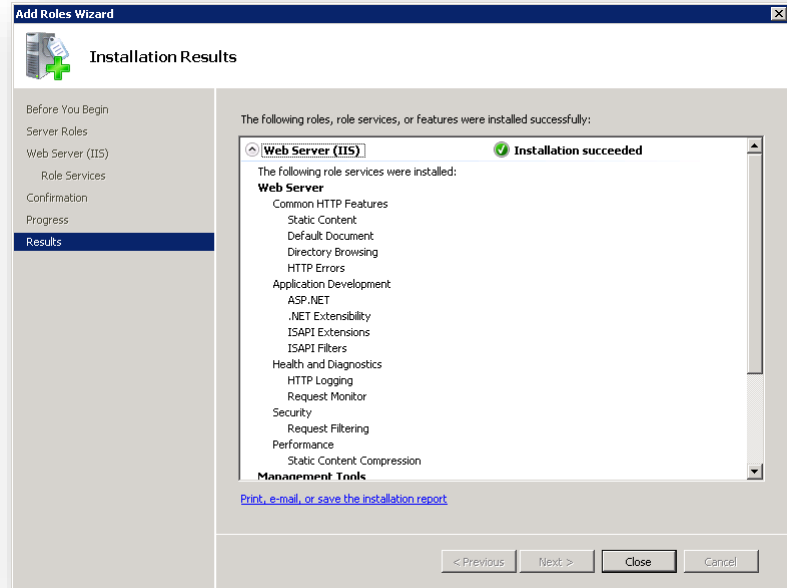 Add Roles Wizard
Installation Results
Before You Begin
Server Roles
Web Server (IIS)
Role Services
Confirmation
Progress
Results
The following roles, role services, or features were installed successfully:
Web Server (IIS) Installation succeeded
The following role services were installed:
Web Server
Common HTTP Features
Static Content
Default Document
Directory Browsing
HTTP Errors
Application Development
ASP.NET
.NET Extensibility
ISAPI Extensions
ISAPI Filters
Health and Diagnostics
HTTP Logging
Request Monitor
Security
Request Filtering
Performance
Static Content Compression
Management Tools
Print, e-mail, or save the installation report
< Previous Next > Close Cancel